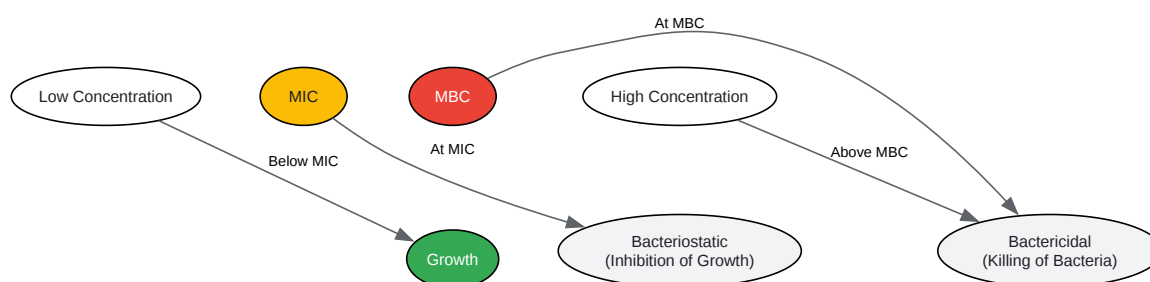 At MBC
Low Concentration
MIC
MBC
High Concentration
At MIC
Below MIC
Above MBC
Growth
Bacteriostatic
(Inhibition of Growth)
Bactericidal
(Killing of Bacteria)